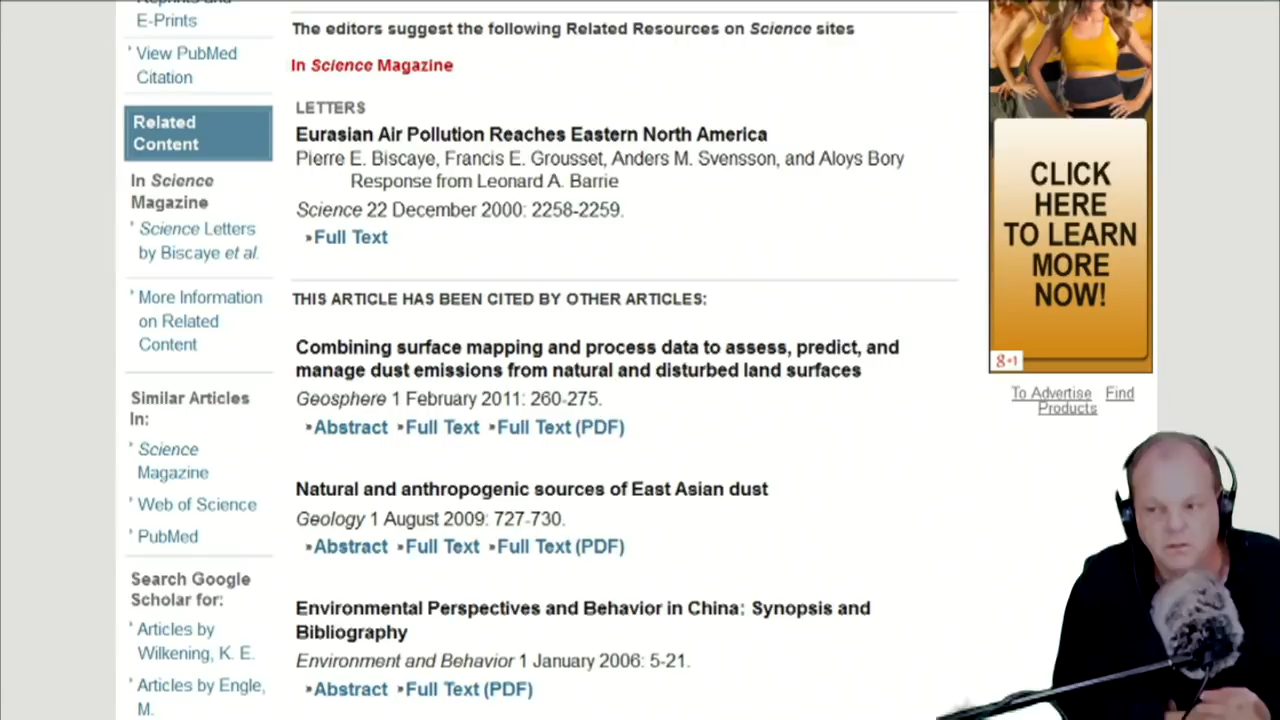 E-Prints
View PubMed
Citation
Related
Content
In Science
Magazine
Science Letters
by Biscaye et al.
More Information
on Related
Content
Similar Articles
In:
Science
Magazine
Web of Science
PubMed
Search Google
Scholar for:
Articles by
Wilkening, K. E.
Articles by Engle,
M.
The editors suggest the following Related Resources on Science sites
In Science Magazine
LETTERS
Eurasian Air Pollution Reaches Eastern North America
Pierre E. Biscaye, Francis E. Grousset, Anders M. Svensson, and Aloys Bory
Response from Leonard A. Barrie
Science 22 December 2000: 2258-2259.
»Full Text
THIS ARTICLE HAS BEEN CITED BY OTHER ARTICLES:
Combining surface mapping and process data to assess, predict, and
manage dust emissions from natural and disturbed land surfaces
Geosphere 1 February 2011: 260-275.
»Abstract »Full Text »Full Text (PDF)
Natural and anthropogenic sources of East Asian dust
Geology 1 August 2009: 727-730.
»Abstract »Full Text »Full Text (PDF)
Environmental Perspectives and Behavior in China: Synopsis and
Bibliography
Environment and Behavior 1 January 2006: 5-21.
»Abstract »Full Text (PDF)
CLICK
HERE
TO LEARN
MORE
NOW!
g+1
To Advertise Find
Products